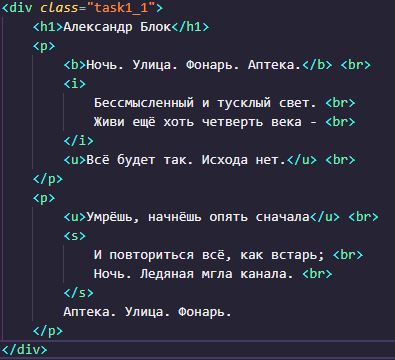 <div class="task1_1">
<h1>Александр Блок</h1>
<p>
<b>Ночь. Улица. Фонарь. Аптека.</b> <br>
<i>
Бессмысленный и тусклый свет. <br>
Живи ещё хоть четверть века - <br>
</i>
<u>Всё будет так. Исхода нет.</u> <br>
</p>
<p>
<u>Умрёшь, начнёшь опять сначала</u> <br>
<s>
И повториться всё, как встарь; <br>
Ночь. Ледяная мгла канала. <br>
</s>
Аптека. Улица. Фонарь.
</p>
</div>